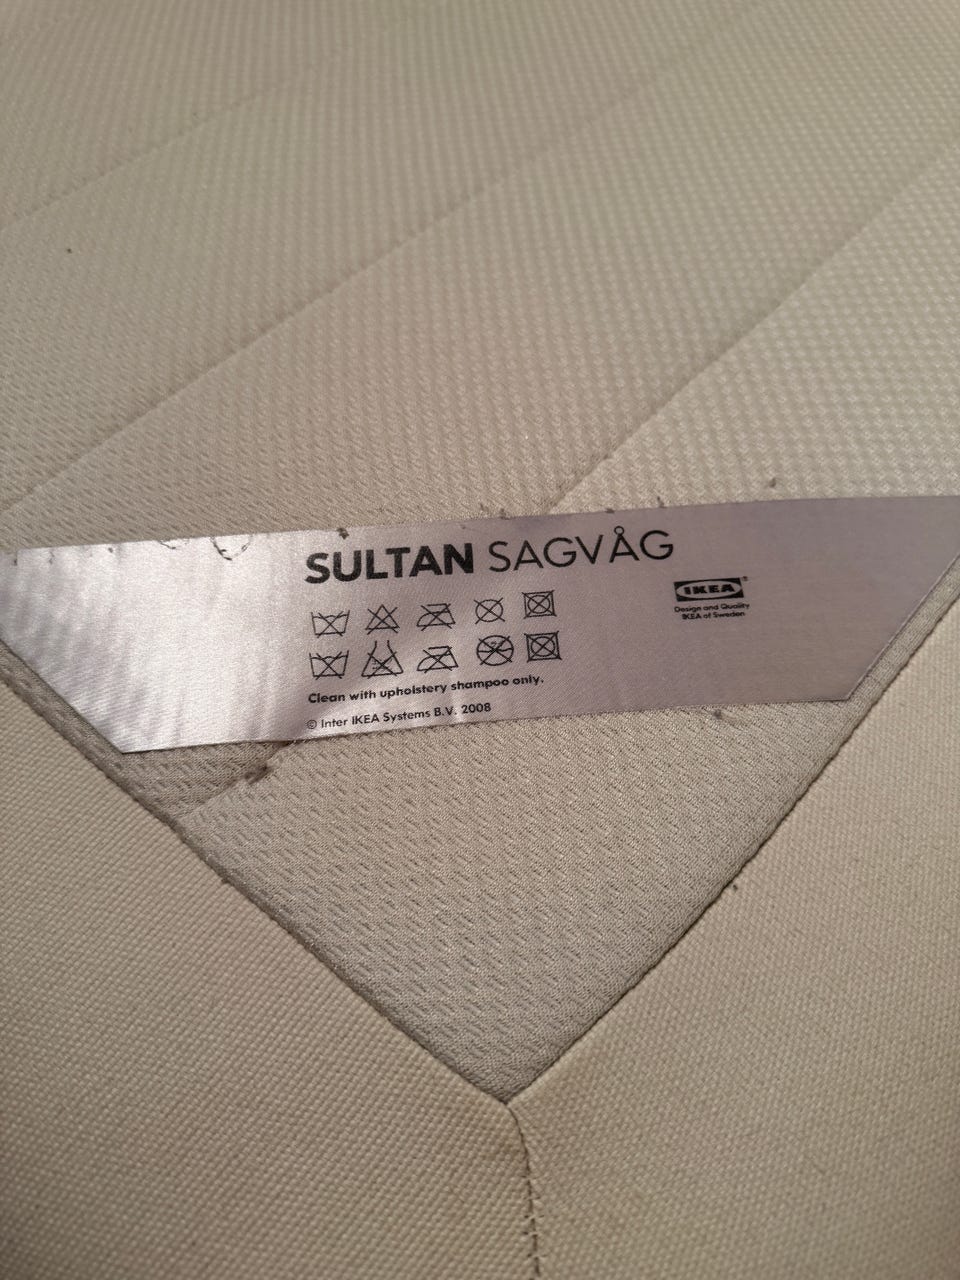 SULTAN SAGVÅG
IKEA®
Design and Quality
IKEA of Sweden
Clean with upholstery shampoo only.
© Inter IKEA Systems B.V. 2008